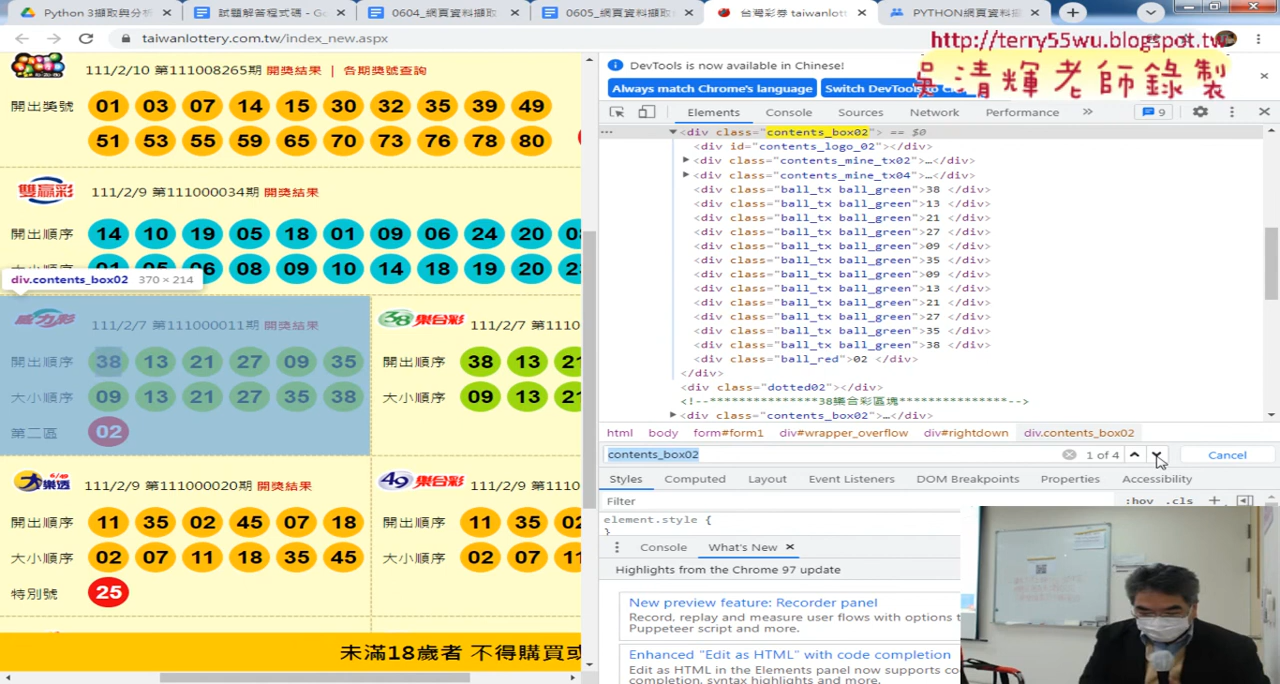 Python 3擷取與分析
試題解答程式碼 - Go
0604_網頁資料擷取
0605_網頁資料擷取
台灣彩券 taiwanlott
PYTHON網頁資料擷
taiwanlottery.com.tw/index_new.aspx
http://terry55wu.blogspot.tw
吳清輝老師錄製
111/2/10 第111008265期 開獎結果 | 各期獎號查詢
開出獎號 01 03 07 14 15 30 32 35 39 49
51 53 55 59 65 70 73 76 78 80
雙贏彩 111/2/9 第111000034期 開獎結果
開出順序 14 10 19 05 18 01 09 06 24 20
大小順序 01 05 06 08 09 10 14 18 19 20
div.contents_box02 370 × 214
威力彩 111/2/7 第111000011期 開獎結果
開出順序 38 13 21 27 09 35
大小順序 09 13 21 27 35 38
第二區 02
38樂合彩 111/2/7 第1110
開出順序 38 13 21
大小順序 09 13 21
大樂透 6/49 111/2/9 第111000020期 開獎結果
開出順序 11 35 02 45 07 18
大小順序 02 07 11 18 35 45
特別號 25
49樂合彩 111/2/9 第1110
開出順序 11 35 02
大小順序 02 07 11
未滿18歲者 不得購買或
DevTools is now available in Chinese!
Always match Chrome's language
Switch DevTools to C
Elements Console Sources Network Performance » 9
<div class="contents_box02"> == $0
<div id="contents_logo_02"></div>
<div class="contents_mine_tx02">…</div>
<div class="contents_mine_tx04">…</div>
<div class="ball_tx ball_green">38 </div>
<div class="ball_tx ball_green">13 </div>
<div class="ball_tx ball_green">21 </div>
<div class="ball_tx ball_green">27 </div>
<div class="ball_tx ball_green">09 </div>
<div class="ball_tx ball_green">35 </div>
<div class="ball_tx ball_green">09 </div>
<div class="ball_tx ball_green">13 </div>
<div class="ball_tx ball_green">21 </div>
<div class="ball_tx ball_green">27 </div>
<div class="ball_tx ball_green">35 </div>
<div class="ball_tx ball_green">38 </div>
<div class="ball_red">02 </div>
</div>
<div class="dotted02"></div>
<!--***************38樂合彩區塊***************-->
<div class="contents_box02">…</div>
html body form#form1 div#wrapper_overflow div#rightdown div.contents_box02
contents_box02 1 of 4 Cancel
Styles Computed Layout Event Listeners DOM Breakpoints Properties Accessibility
Filter :hov .cls +
element.style {
}
Console What's New ×
Highlights from the Chrome 97 update
New preview feature: Recorder panel
Record, replay and measure user flows with options t
Puppeteer script and more.
Enhanced "Edit as HTML" with code completion
Edit as HTML in the Elements panel now supports co
completion, syntax highlights and more.